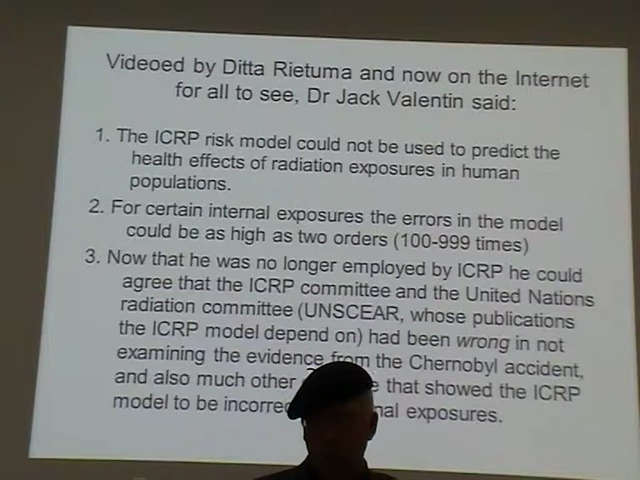 Videoed by Ditta Rietuma and now on the Internet
for all to see, Dr Jack Valentin said:
1. The ICRP risk model could not be used to predict the
health effects of radiation exposures in human
populations.
2. For certain internal exposures the errors in the model
could be as high as two orders (100-999 times)
3. Now that he was no longer employed by ICRP he could
agree that the ICRP committee and the United Nations
radiation committee (UNSCEAR, whose publications
the ICRP model depend on) had been wrong in not
examining the evidence from the Chernobyl accident,
and also much other that showed the ICRP
model to be exposures.